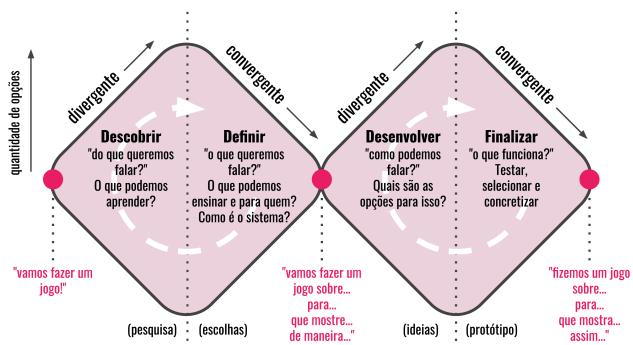 quantidade de opções
divergente
convergente
divergente
convergente
Descobrir
"do que queremos
falar?"
O que podemos
aprender?
Definir
"o que queremos
falar?"
O que podemos
ensinar e para quem?
Como é o sistema?
Desenvolver
"como podemos
falar?"
Quais são as
opções para isso?
Finalizar
"o que funciona?"
Testar,
selecionar e
concretizar
"vamos fazer um
jogo!"
"vamos fazer um
jogo sobre...
para...
que mostre...
de maneira..."
"fizemos um jogo
sobre...
para...
que mostra...
assim..."
(pesquisa)
(escolhas)
(ideias)
(protótipo)